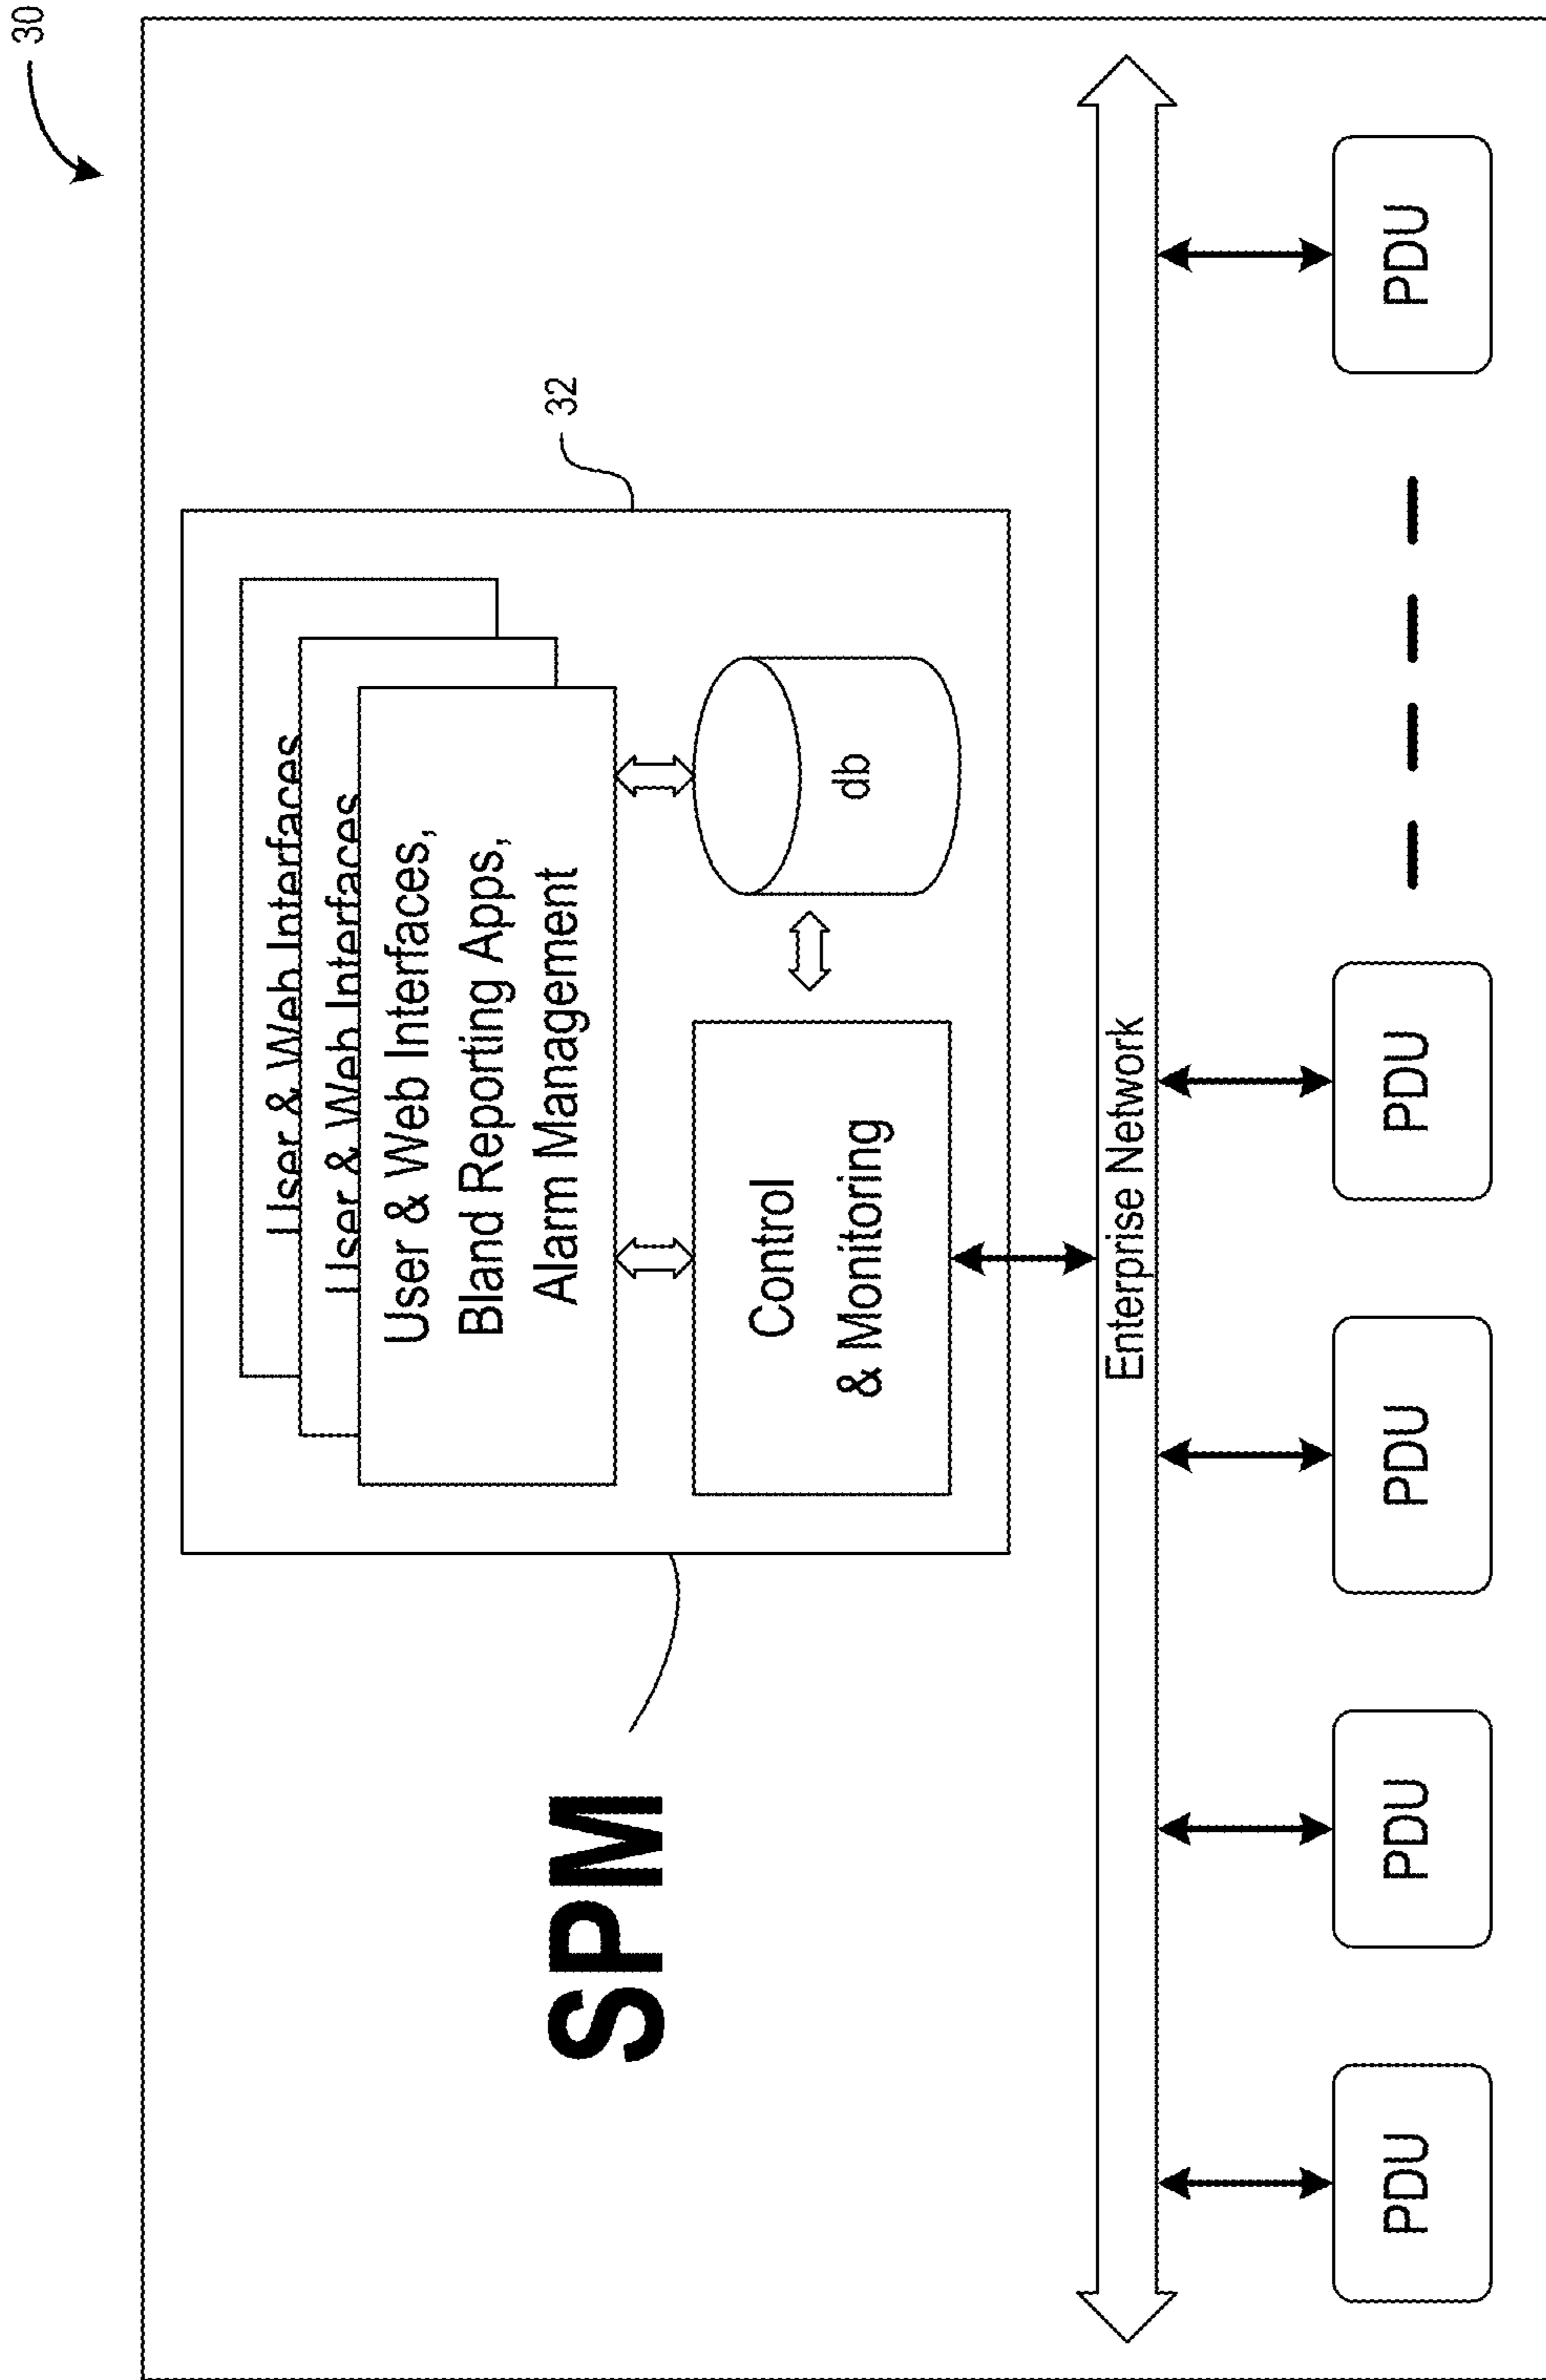 30
32
User & Web Interfaces
User & Web Interfaces
User & Web Interfaces,
Bland Reporting Apps,
Alarm Management
SPM
db
Control
& Monitoring
Enterprise Network
PDU
PDU
PDU
PDU
PDU